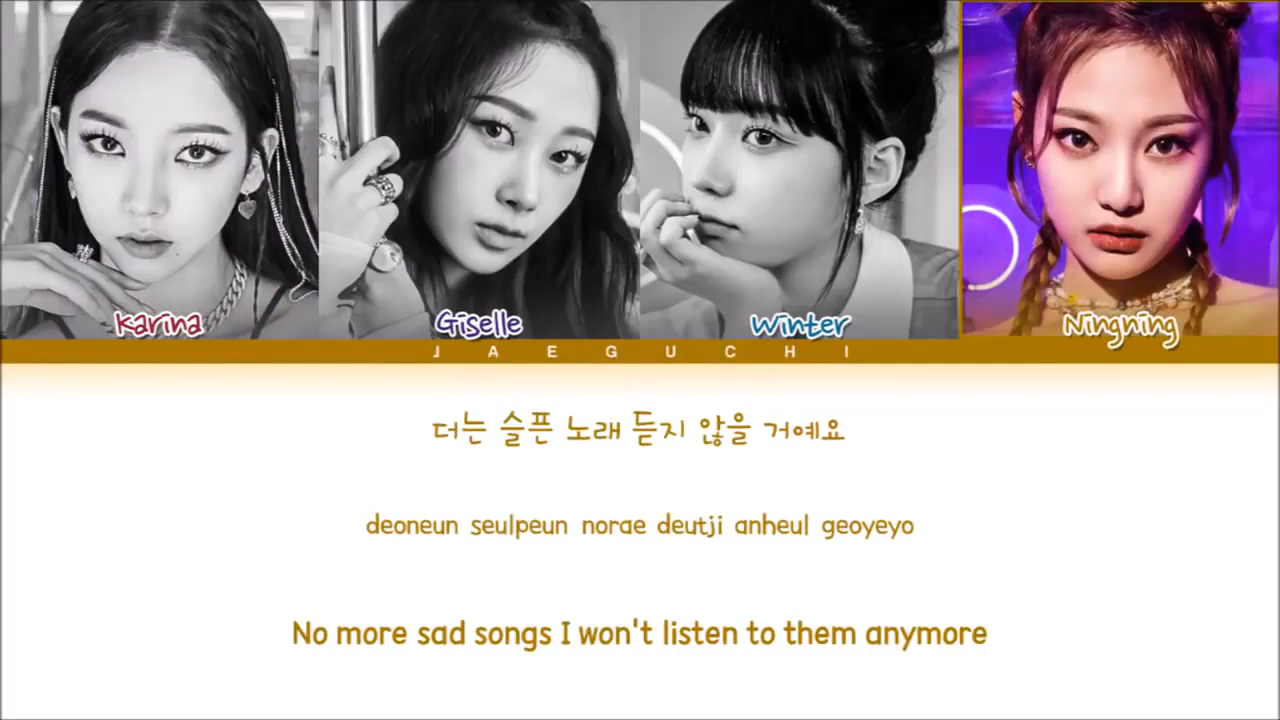 Karina
Giselle
Winter
Ningning
JAEGUCHI
더는 슬픈 노래 듣지 않을 거예요
deoneun seulpeun norae deutji anheul geoyeyo
No more sad songs I won't listen to them anymore